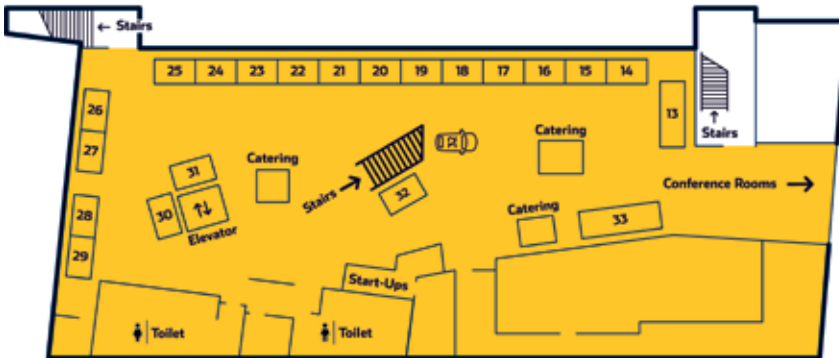 ← Stairs
25 24 23 22 21 20 19 18 17 16 15 14
13
26
27
↑
Stairs
Catering
Catering
31
Stairs →
32
Conference Rooms →
28
30
Elevator
Catering
33
29
Start-Ups
Toilet
Toilet